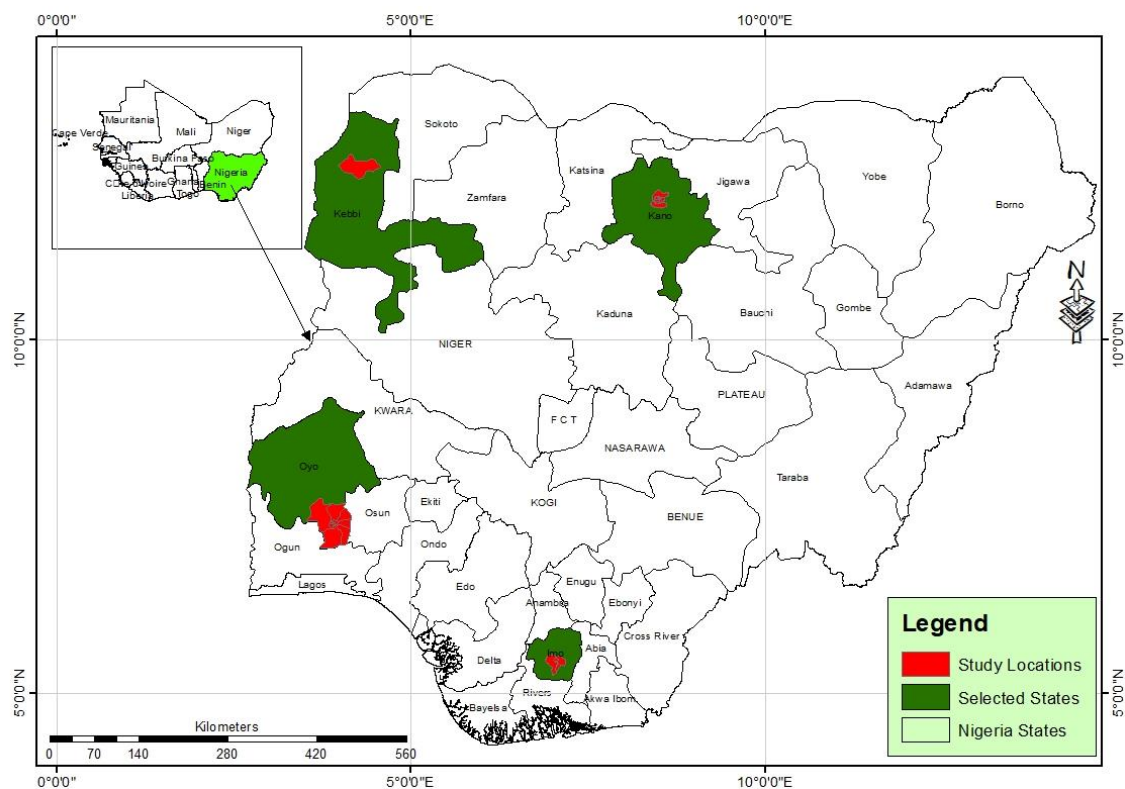 0°0'0"
5°0'0"E
10°0'0"E
Mauritania
Mali
Niger
Cape Verde
Senegal
Burkina Faso
Guinea
Nigeria
Ghana
Benin
Togo
Liberia
Sokoto
Katsina
Jigawa
Yobe
Borno
Zamfara
Kebbi
Kano
10°0'0"N
10°0'0"N
Kaduna
Bauchi
Gombe
N
NIGER
Adamawa
PLATEAU
KWARA
F C T
NASARAWA
Oyo
Taraba
Ekiti
KOGI
Osun
BENUE
Ogun
Ondo
Lagos
Edo
Enugu
Anambra
Ebonyi
Cross River
Imo
Abia
Delta
Rivers
Akwa Ibom
Bayelsa
5°0'0"N
5°0'0"N
Legend
Study Locations
Selected States
Nigeria States
Kilometers
0 70 140 280 420 560
0°0'0"
5°0'0"E
10°0'0"E